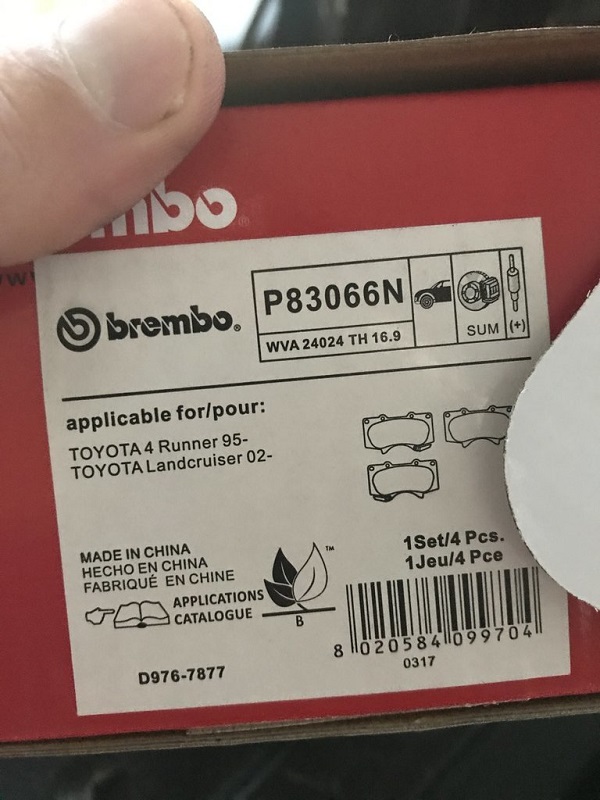 mbo®
brembo®
P83066N
WVA 24024 TH 16.9
SUM
(+)
applicable for/pour:
TOYOTA 4 Runner 95-
TOYOTA Landcruiser 02-
1Set/4 Pcs.
1Jeu/4 Pce
MADE IN CHINA
HECHO EN CHINA
FABRIQUÉ EN CHINE
APPLICATIONS
CATALOGUE
TM
B
8 020584 099704
0317
D976-7877